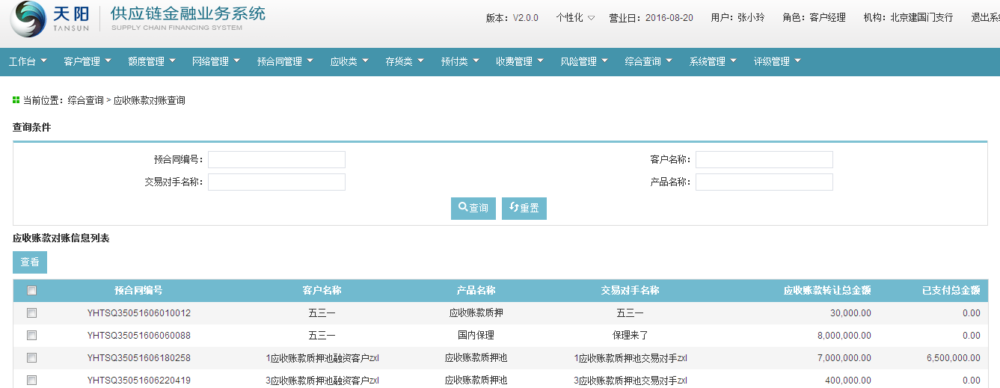 天阳 供应链金融业务系统
TANSUN SUPPLY CHAIN FINANCING SYSTEM
版本：V2.0.0 个性化 营业日：2016-08-20 用户：张小玲 角色：客户经理 机构：北京建国门支行 退出系
工作台 客户管理 额度管理 网络管理 预合同管理 应收类 存货类 预付类 收费管理 风险管理 综合查询 系统管理 评级管理
当前位置：综合查询 > 应收账款对账查询
查询条件
预合同编号： 客户名称：
交易对手名称： 产品名称：
查询 重置
应收账款对账信息列表
查看
预合同编号 客户名称 产品名称 交易对手名称 应收账款转让总金额 已支付总金额
YHTSQ35051606010012 五三一 应收账款质押 五三一 30,000.00 0.00
YHTSQ35051606060088 五三一 国内保理 保理来了 8,000,000.00 0.00
YHTSQ35051606180258 1应收账款质押池融资客户zxl 应收账款质押池 1应收账款质押池交易对手zxl 7,000,000.00 6,500,000.00
YHTSQ35051606220419 3应收账款质押池融资客户zxl 应收账款质押池 3应收账款质押池交易对手zxl 400,000.00 0.00